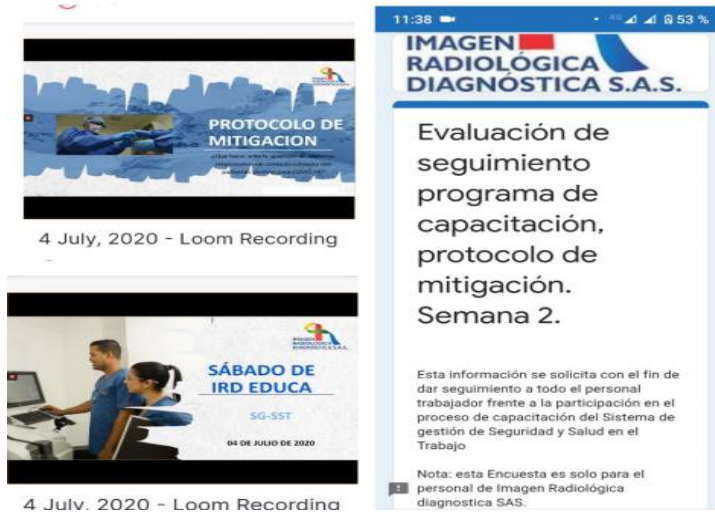 PROTOCOLO DE
MITIGACION
4 July, 2020 - Loom Recording
SÁBADO DE
IRD EDUCA
SG-SST
04 DE JULIO DE 2020
4 July, 2020 - Loom Recording
11:38
53 %
IMAGEN
RADIOLÓGICA
DIAGNÓSTICA S.A.S.
Evaluación de
seguimiento
programa de
capacitación,
protocolo de
mitigación.
Semana 2.
Esta información se solicita con el fin de
dar seguimiento a todo el personal
trabajador frente a la participación en el
proceso de capacitación del Sistema de
gestión de Seguridad y Salud en el
Trabajo
Nota: esta Encuesta es solo para el
personal de Imagen Radiológica
diagnostica SAS.